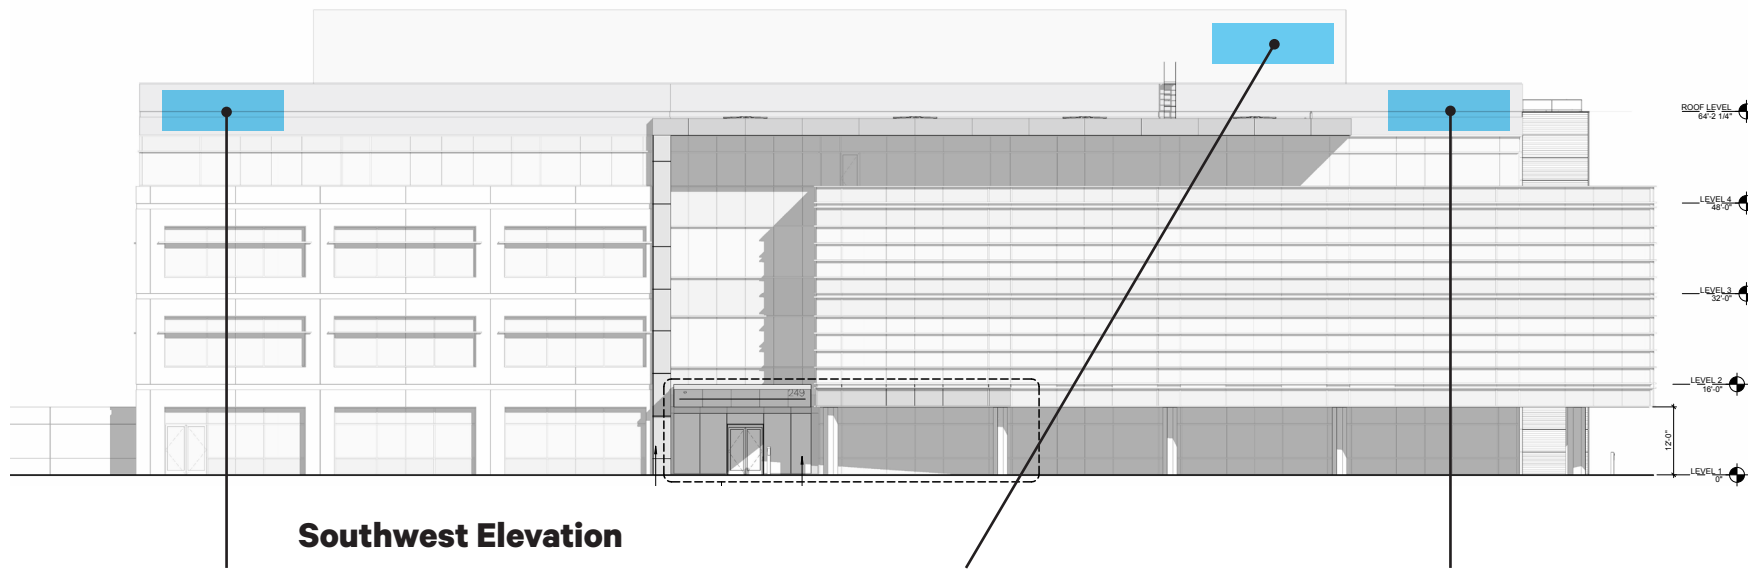 ROOF LEVEL
64'-2 1/4"
LEVEL 4
48'-0"
LEVEL 3
32'-0"
LEVEL 2
16'-0"
249
12'-0"
LEVEL 1
0"
Southwest Elevation